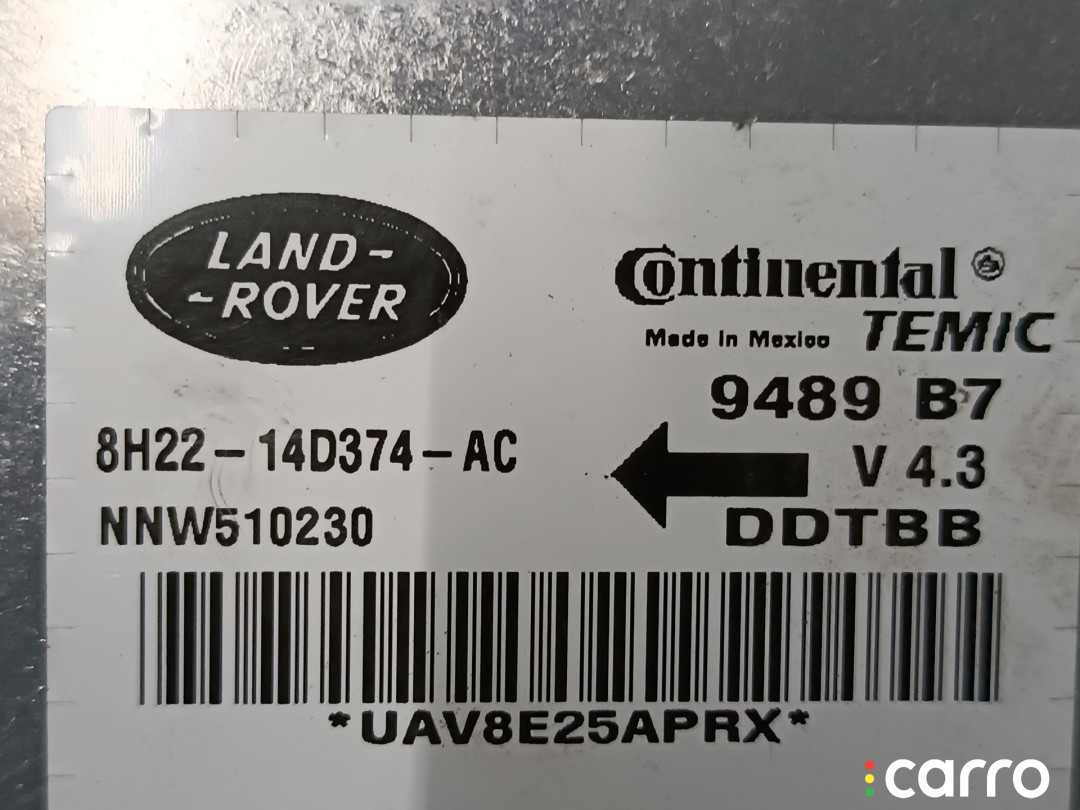 LAND-
-ROVER
Continental
TEMIC
Made in Mexico
9489 B7
8H22-14D374-AC
V 4.3
NNW510230
DDTBB
*UAV8E25APRX*
carro